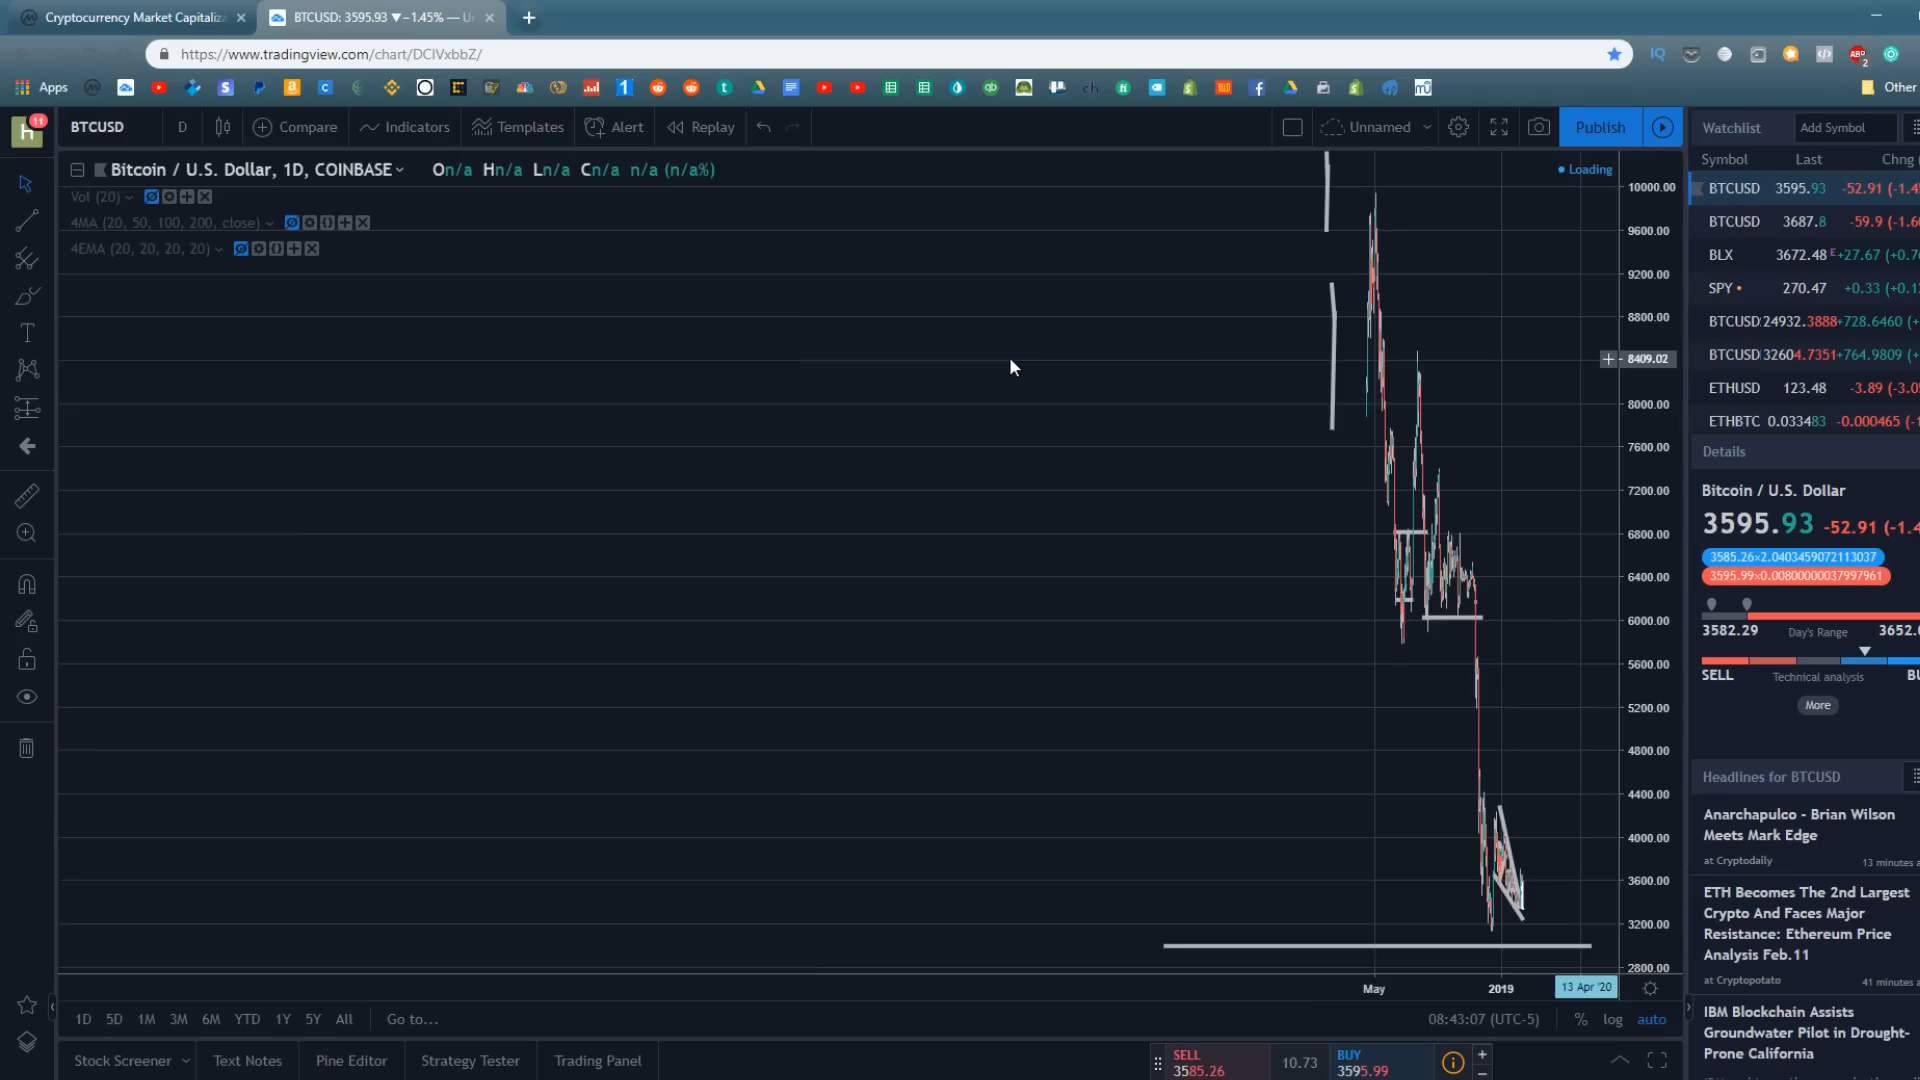 Cryptocurrency Market Capitaliz
BTCUSD: 3595.93 ▼−1.45% — U
https://www.tradingview.com/chart/DCIVxbbZ/
Apps
Other
H 11
BTCUSD D Compare Indicators Templates Alert Replay Unnamed Publish
Bitcoin / U.S. Dollar, 1D, COINBASE On/a Hn/a Ln/a Cn/a n/a (n/a%)
Loading
Vol (20)
4MA (20, 50, 100, 200, close)
4EMA (20, 20, 20, 20)
10000.00
9600.00
9200.00
8800.00
8409.02
8000.00
7600.00
7200.00
6800.00
6400.00
6000.00
5600.00
5200.00
4800.00
4400.00
4000.00
3600.00
3200.00
2800.00
May 2019 13 Apr '20
1D 5D 1M 3M 6M YTD 1Y 5Y All Go to...
08:43:07 (UTC-5) % log auto
Stock Screener Text Notes Pine Editor Strategy Tester Trading Panel
SELL 3585.26 10.73 BUY 3595.99
Watchlist Add Symbol
Symbol Last Chng
BTCUSD 3595.93 -52.91 (-1.4
BTCUSD 3687.8 -59.9 (-1.6
BLX 3672.48 E +27.67 (+0.7
SPY 270.47 +0.33 (+0.1
BTCUSD 24932.3888 +728.6460 (+
BTCUSD 32604.7351 +764.9809 (+
ETHUSD 123.48 -3.89 (-3.0
ETHBTC 0.033483 -0.000465 (-1
Details
Bitcoin / U.S. Dollar
3595.93 -52.91 (-1.4
3585.26×2.0403459072113037
3595.99×0.00800000037997961
3582.29 Day's Range 3652.
SELL Technical analysis BU
More
Headlines for BTCUSD
Anarchapulco - Brian Wilson
Meets Mark Edge
at Cryptodaily 13 minutes a
ETH Becomes The 2nd Largest
Crypto And Faces Major
Resistance: Ethereum Price
Analysis Feb.11
at Cryptopotato 41 minutes a
IBM Blockchain Assists
Groundwater Pilot in Drought-
Prone California